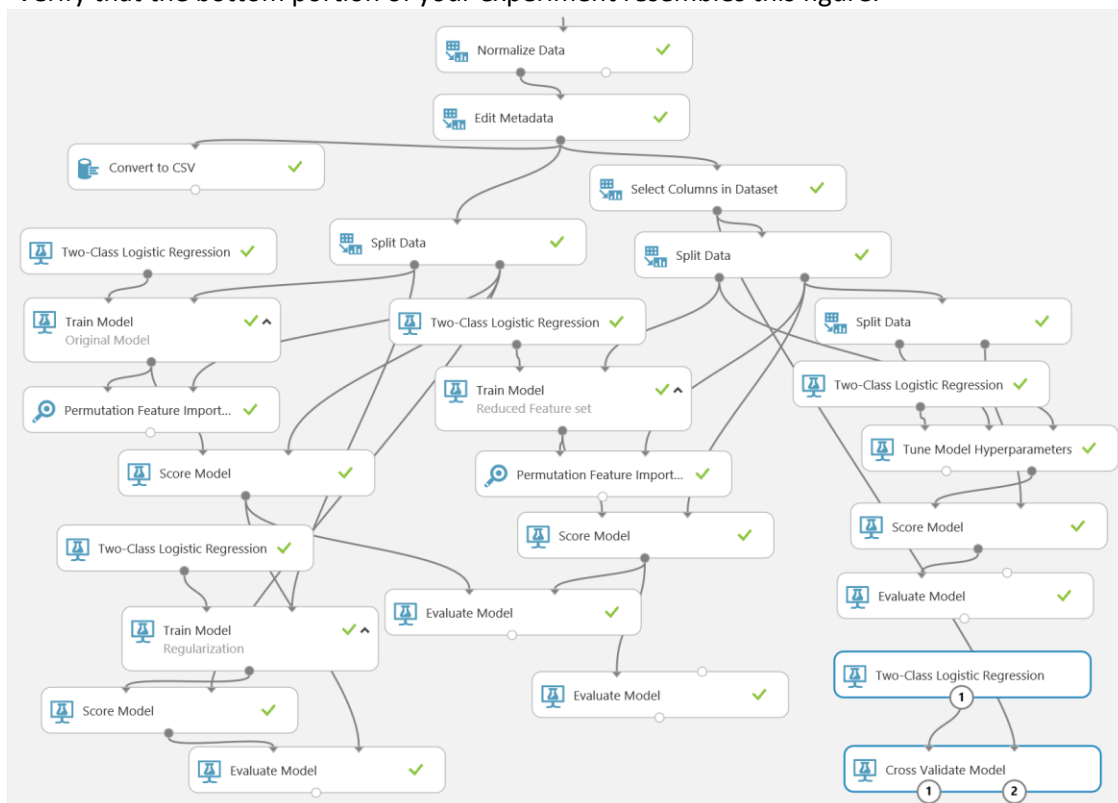 Verify that the bottom portion of your experiment resembles this figure:
Normalize Data
Edit Metadata
Convert to CSV
Select Columns in Dataset
Split Data
Two-Class Logistic Regression
Split Data
Train Model
Original Model
Two-Class Logistic Regression
Split Data
Permutation Feature Import...
Train Model
Reduced Feature set
Two-Class Logistic Regression
Score Model
Permutation Feature Import...
Tune Model Hyperparameters
Two-Class Logistic Regression
Score Model
Score Model
Train Model
Regularization
Evaluate Model
Evaluate Model
Score Model
Evaluate Model
Two-Class Logistic Regression
1
Evaluate Model
Cross Validate Model
1
2